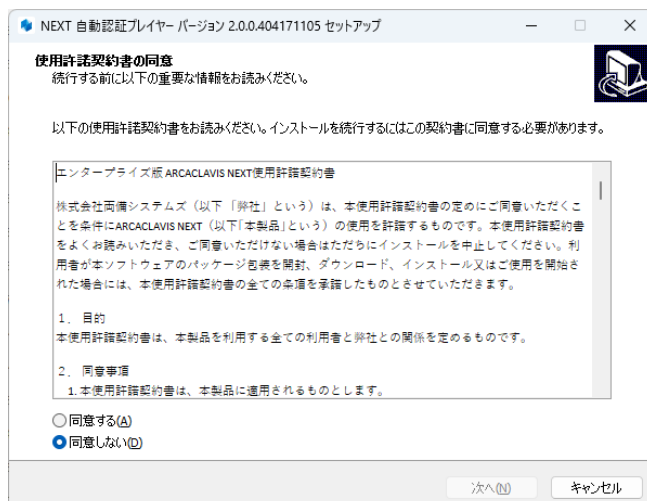 NEXT 自動認証プレイヤー バージョン 2.0.0.404171105 セットアップ
使用許諾契約書の同意
続行する前に以下の重要な情報をお読みください。
以下の使用許諾契約書をお読みください。インストールを続行するにはこの契約書に同意する必要があります。
エンタープライズ版 ARCACLAVIS NEXT使用許諾契約書
株式会社両備システムズ（以下 「弊社」という）は、本使用許諾契約書の定めにご同意いただくこ
とを条件にARCACLAVIS NEXT（以下「本製品」という）の使用を許諾するものです。本使用許諾契約書
をよくお読みいただき、ご同意いただけない場合はただちにインストールを中止してください。利
用者が本ソフトウェアのパッケージ包装を開封、ダウンロード、インストール又はご使用を開始さ
れた場合には、本使用許諾契約書の全ての条項を承諾したものとさせていただきます。
１． 目的
本使用許諾契約書は、本製品を利用する全ての利用者と弊社との関係を定めるものです。
２． 同意事項
1. 本使用許諾契約書は、本製品に適用されるものとします。
同意する(A)
同意しない(D)
次へ(N)
キャンセル